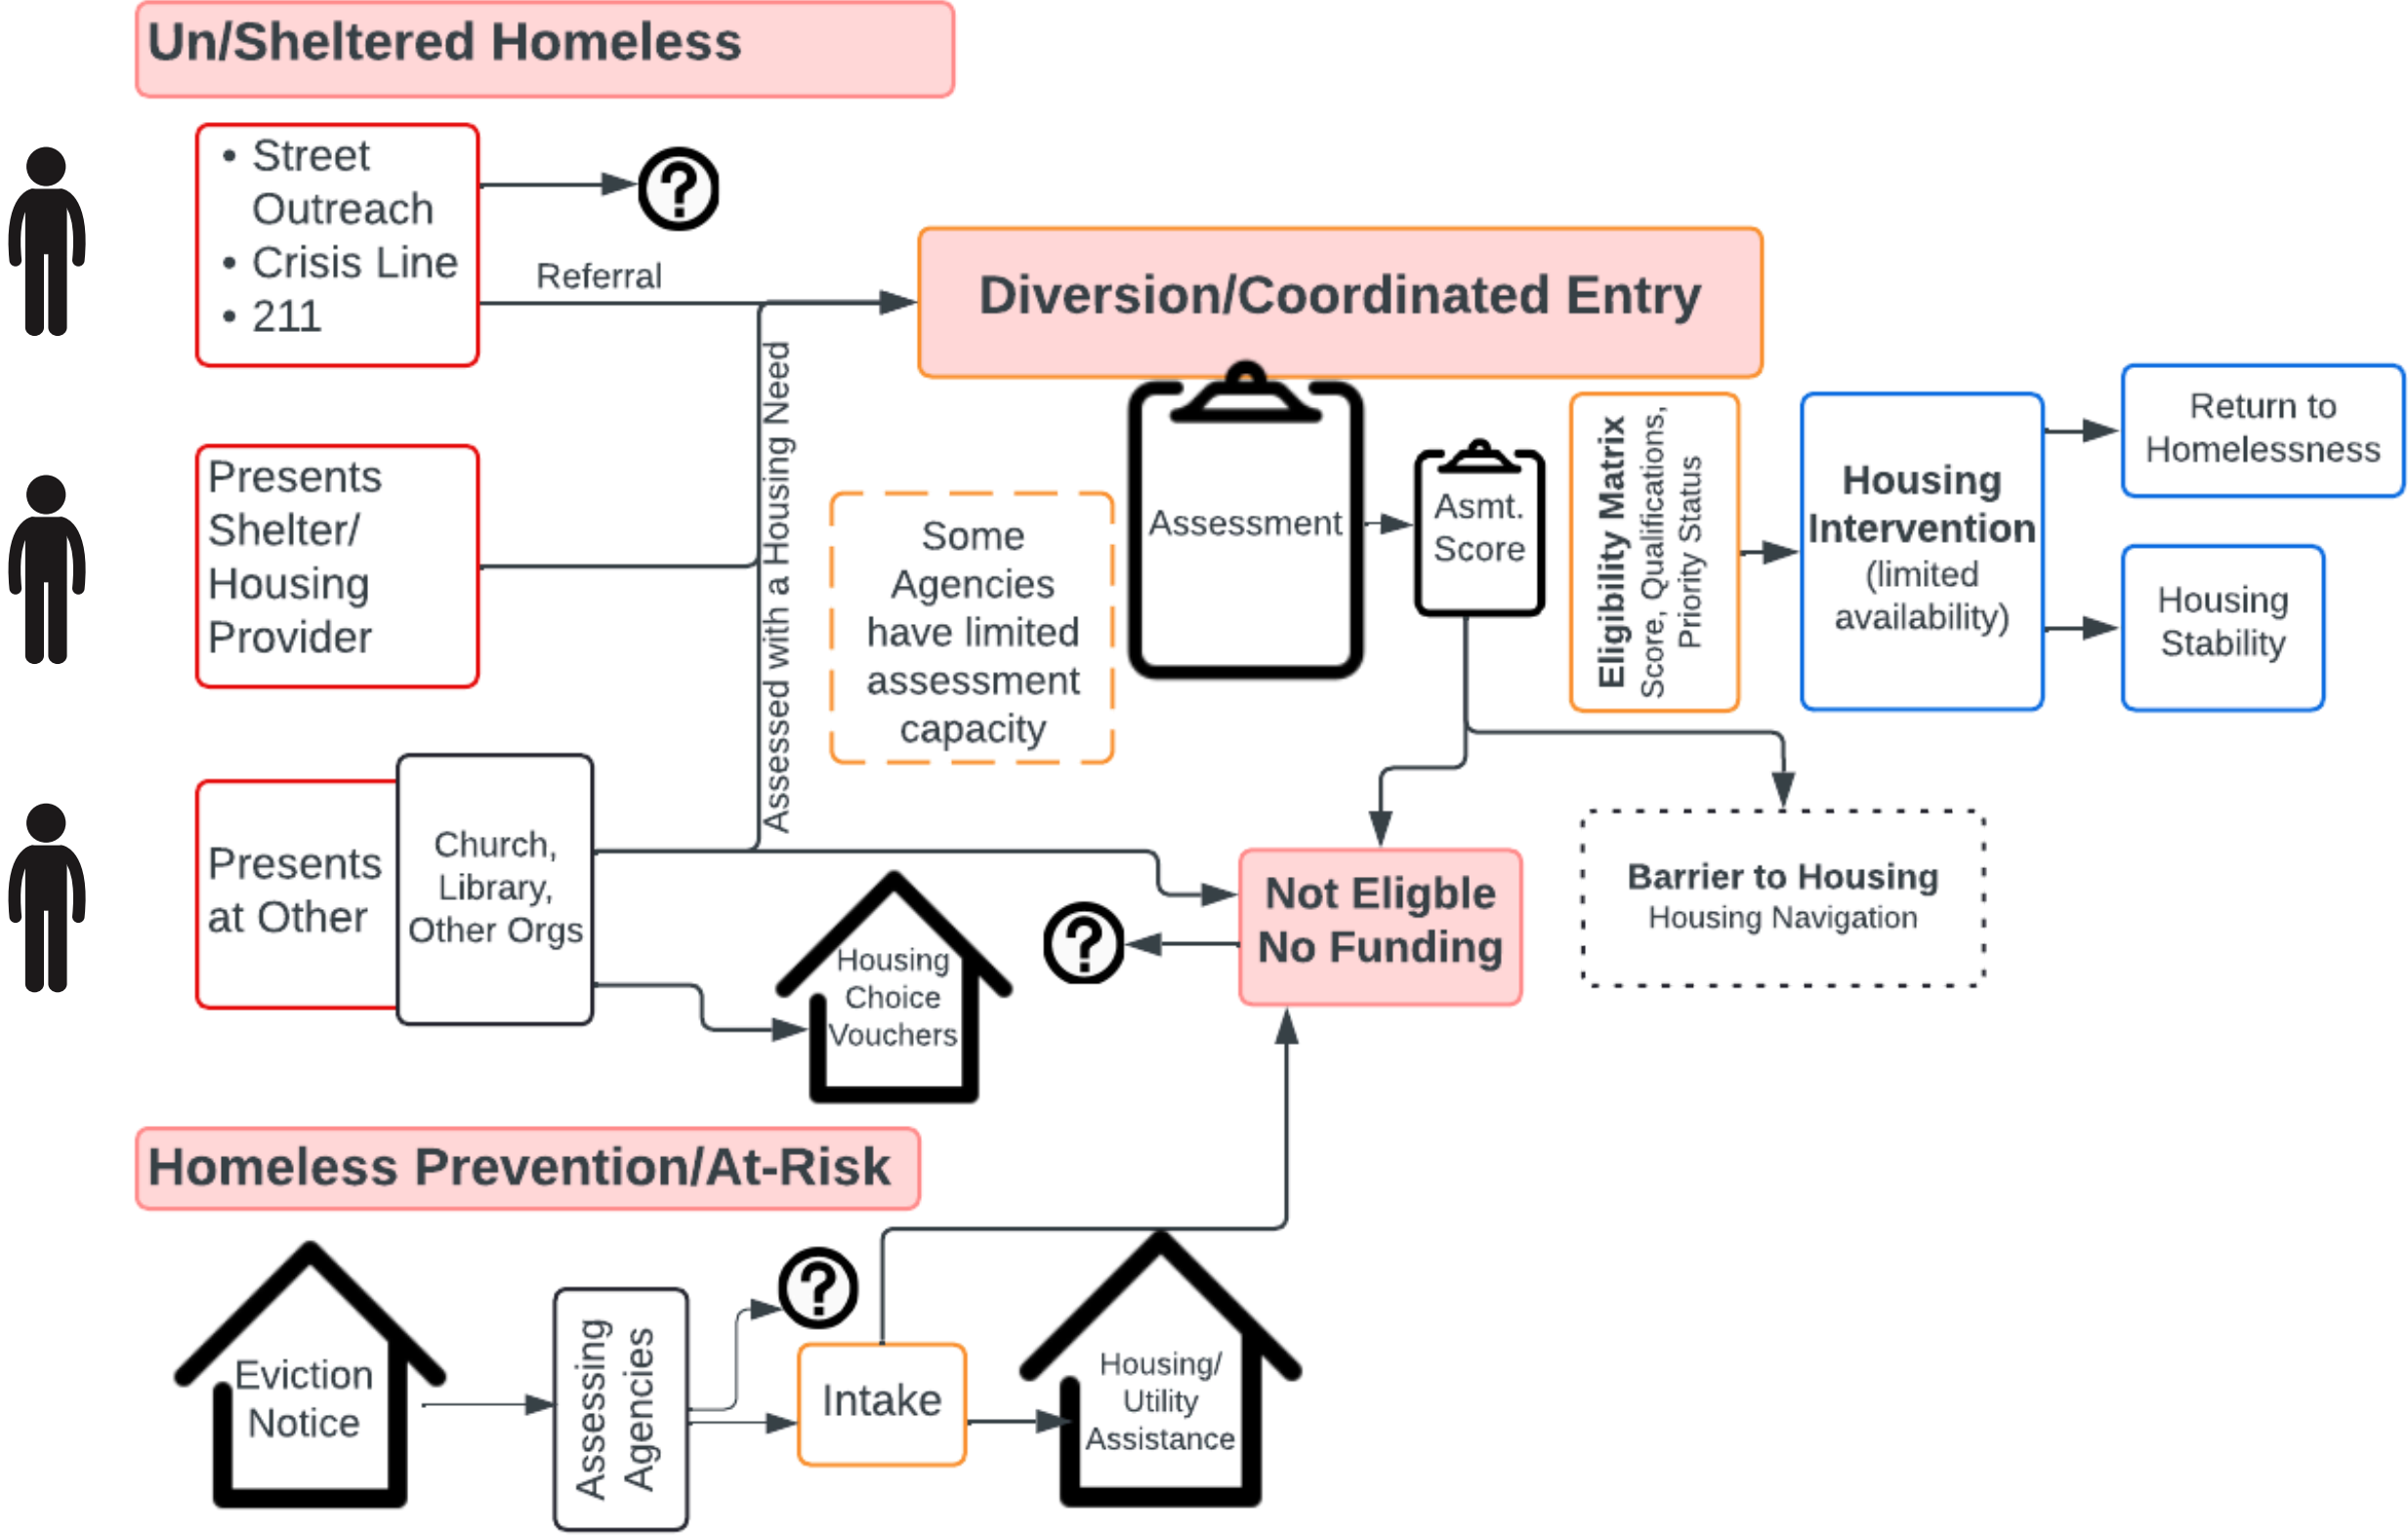 Un/Sheltered Homeless
• Street
Outreach
• Crisis Line
• 211
Referral
Diversion/Coordinated Entry
Presents
Shelter/
Housing
Provider
Assessed with a Housing Need
Some
Agencies
have limited
assessment
capacity
Assessment
Asmt.
Score
Eligibility Matrix
Score, Qualifications,
Priority Status
Housing
Intervention
(limited
availability)
Return to
Homelessness
Housing
Stability
Presents
at Other
Church,
Library,
Other Orgs
Housing
Choice
Vouchers
Not Eligble
No Funding
Barrier to Housing
Housing Navigation
Homeless Prevention/At-Risk
Eviction
Notice
Assessing
Agencies
Intake
Housing/
Utility
Assistance
?
?
?